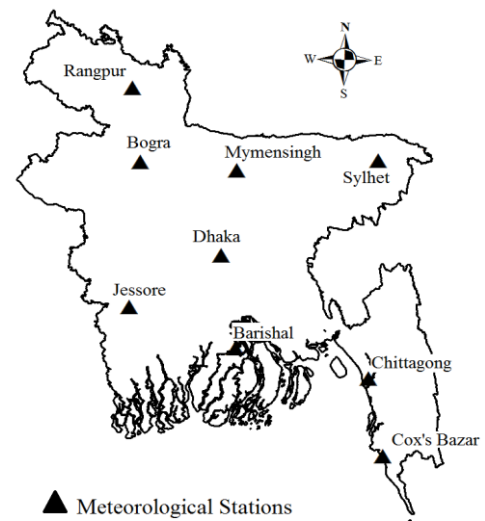 N
W E
S
Rangpur
Bogra
Mymensingh
Sylhet
Dhaka
Jessore
Barishal
Chittagong
Cox's Bazar
Meteorological Stations